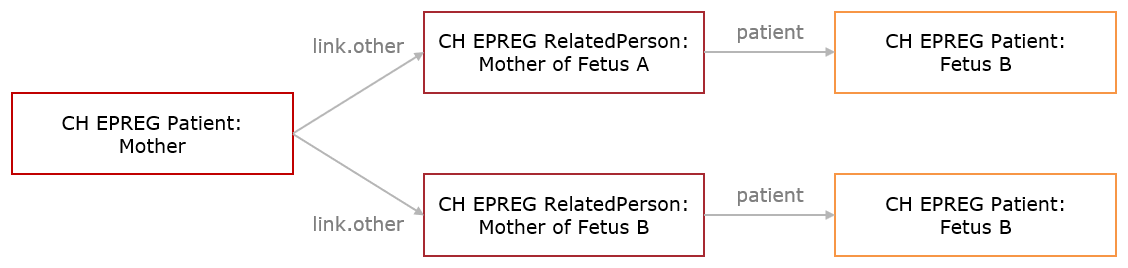 link.other
CH EPREG RelatedPerson:
Mother of Fetus A
patient
CH EPREG Patient:
Fetus B
CH EPREG Patient:
Mother
link.other
CH EPREG RelatedPerson:
Mother of Fetus B
patient
CH EPREG Patient:
Fetus B